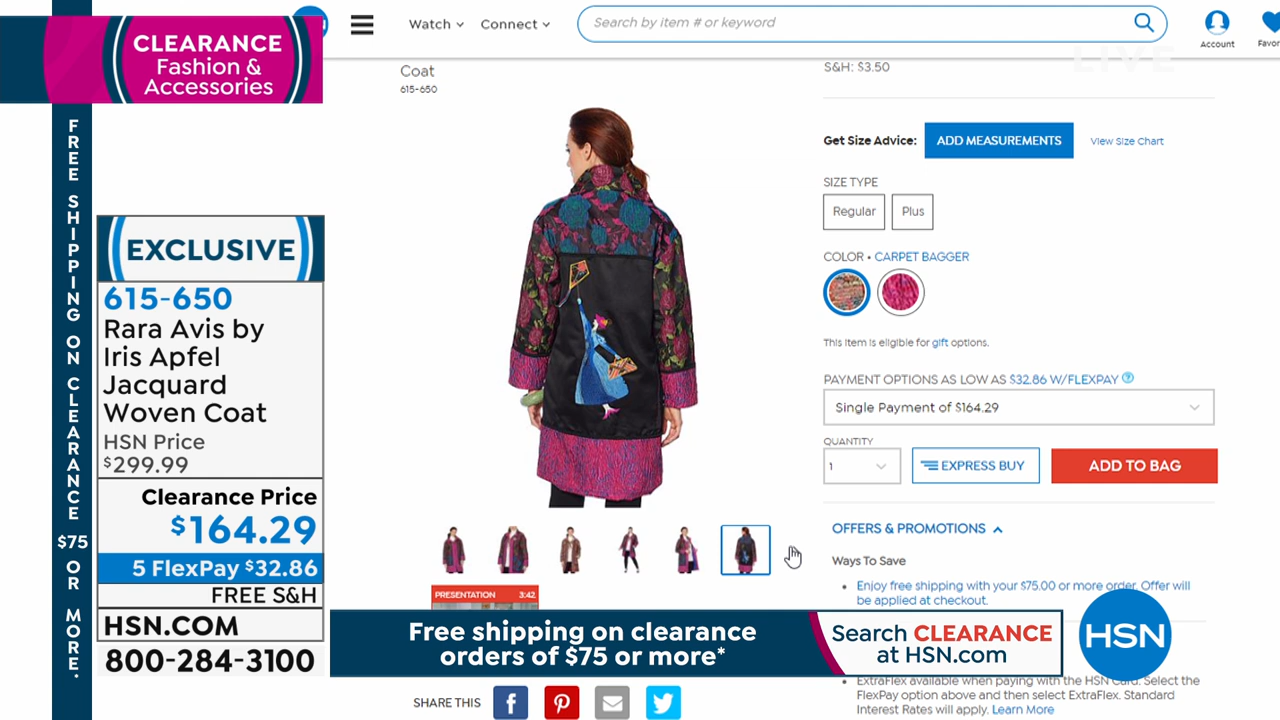 CLEARANCE
Fashion &
Accessories
FREE SHIPPING ON CLEARANCE $75 OR MORE.
EXCLUSIVE
615-650
Rara Avis by
Iris Apfel
Jacquard
Woven Coat
HSN Price
$299.99
Clearance Price
$164.29
5 FlexPay $32.86
FREE S&H
HSN.COM
800-284-3100
Watch
Connect
Search by item # or keyword
Account
Favor
LIVE
Coat
615-650
S&H: $3.50
Get Size Advice:
ADD MEASUREMENTS
View Size Chart
SIZE TYPE
Regular
Plus
COLOR • CARPET BAGGER
This item is eligible for gift options.
PAYMENT OPTIONS AS LOW AS $32.86 W/FLEXPAY ?
Single Payment of $164.29
QUANTITY
1
EXPRESS BUY
ADD TO BAG
OFFERS & PROMOTIONS
Ways To Save
• Enjoy free shipping with your $75.00 or more order. Offer will
be applied at checkout.
PRESENTATION 3:42
Free shipping on clearance
orders of $75 or more*
Search CLEARANCE
at HSN.com
HSN
• ExtraFlex available when paying with the HSN Card. Select the
FlexPay option above and then select ExtraFlex. Standard
Interest Rates will apply. Learn More
SHARE THIS